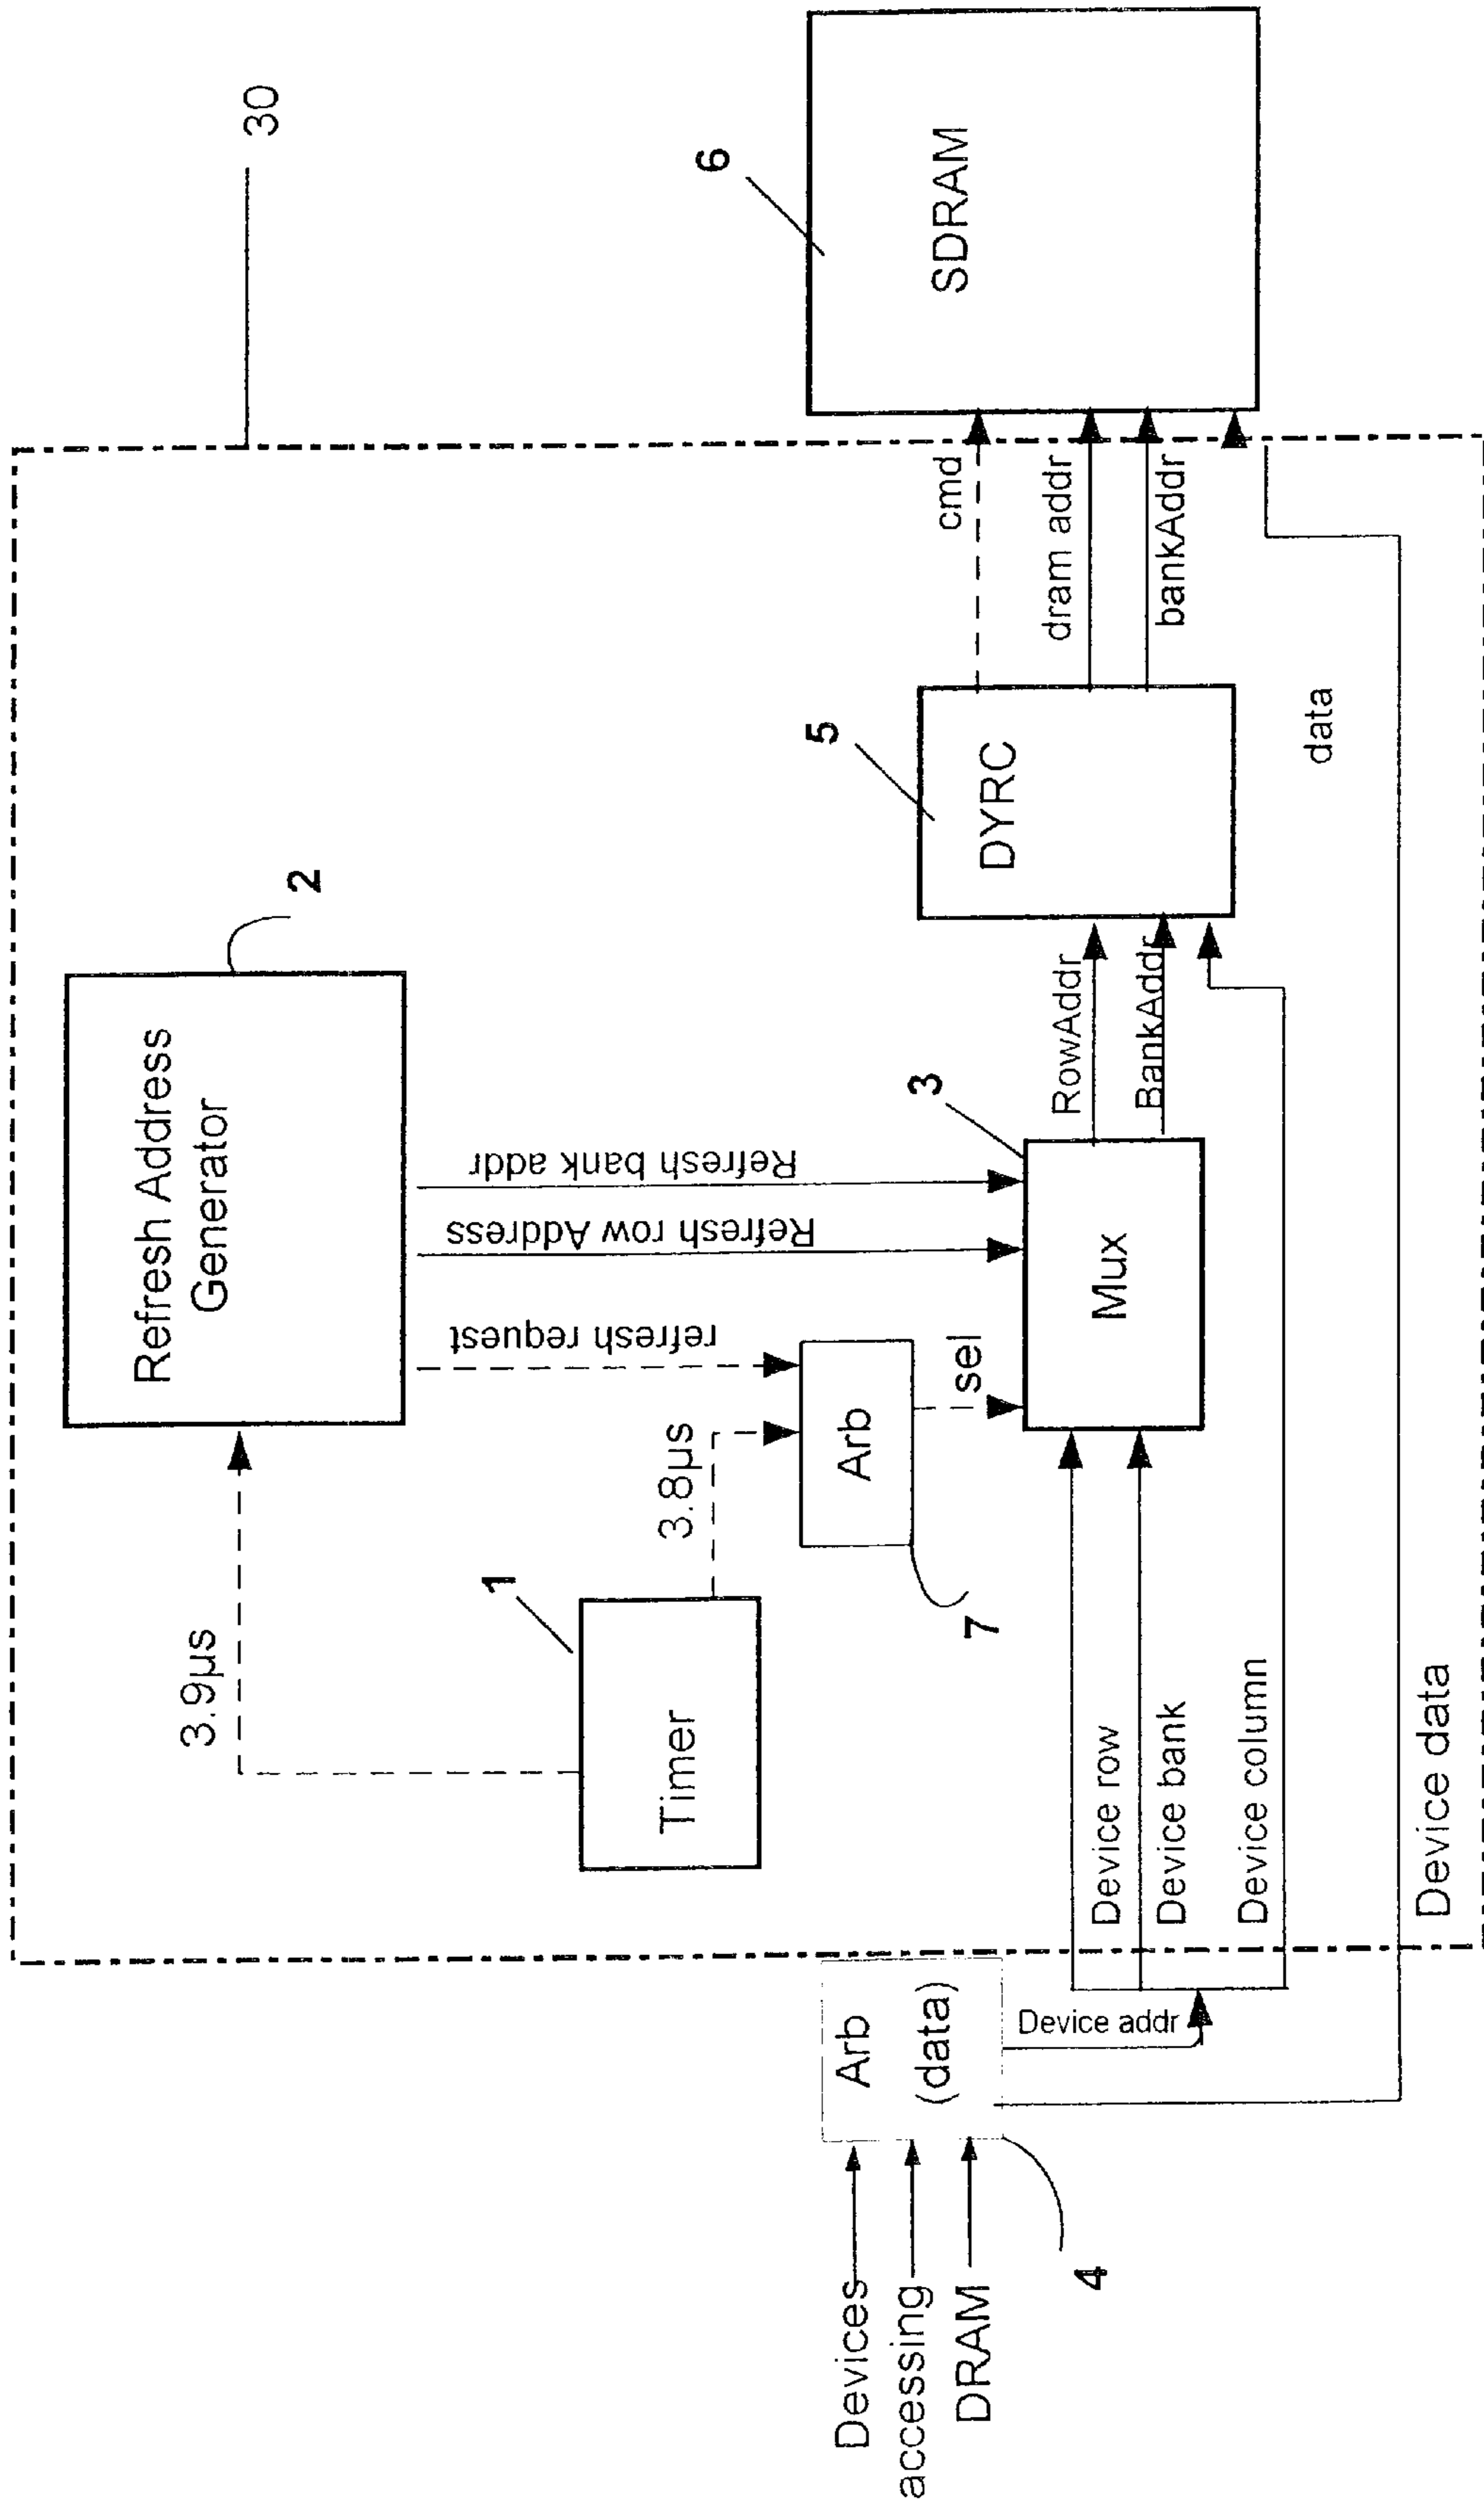 30
Refresh Address
Generator
2
3.9µs
Refresh bank addr
Refresh row Address
refresh request
1
Timer
3.8µs
Arb
7
sel
3
Mux
RowAddr
BankAddr
5
DYRC
cmd
dram addr
bankAddr
6
SDRAM
Devices
accessing
DRAM
Arb
(data)
4
Device addr
Device row
Device bank
Device column
Device data
data